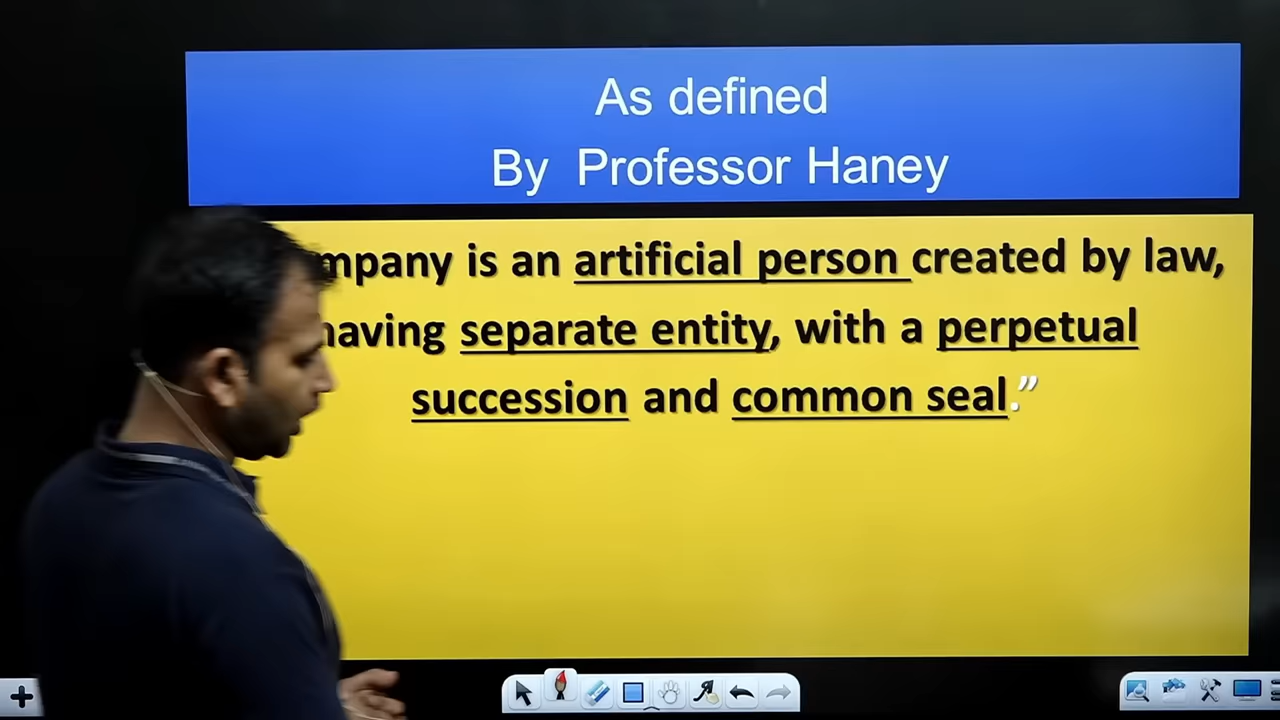 As defined
By Professor Haney
mpany is an artificial person created by law,
having separate entity, with a perpetual
succession and common seal.”